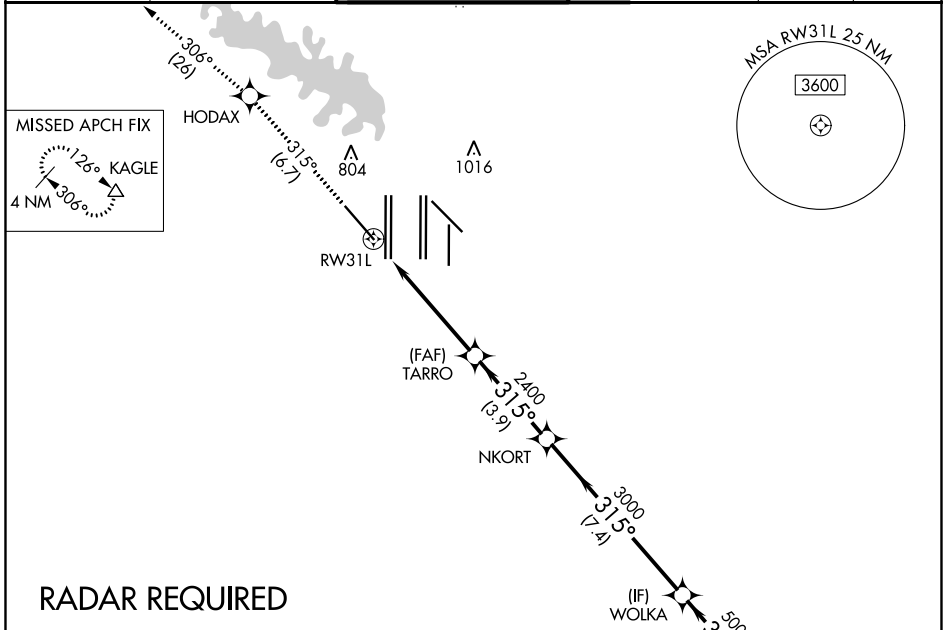 306°
(26)
HODAX
MSA RW31L 25 NM
3600
MISSED APCH FIX
126°
KAGLE
4 NM
306°
315°
(6.7)
804
1016
RW31L
(FAF)
TARRO
2400
315°
(3.9)
NKORT
3000
315°
(7.4)
RADAR REQUIRED
(IF)
WOLKA